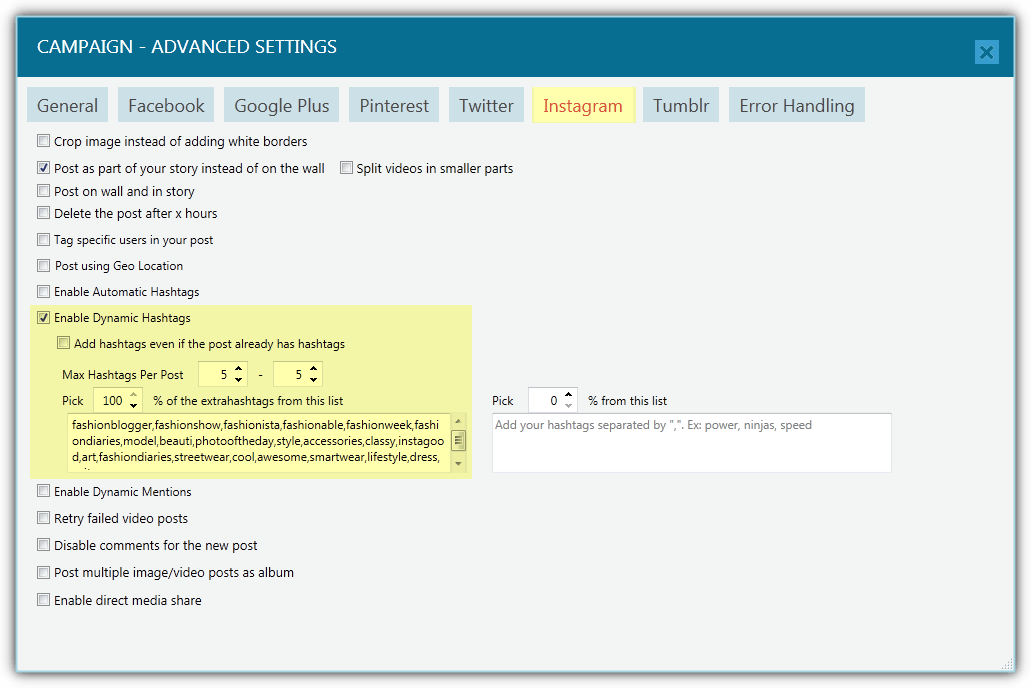 CAMPAIGN - ADVANCED SETTINGS
General Facebook Google Plus Pinterest Twitter Instagram Tumblr Error Handling
Crop image instead of adding white borders
Post as part of your story instead of on the wall Split videos in smaller parts
Post on wall and in story
Delete the post after x hours
Tag specific users in your post
Post using Geo Location
Enable Automatic Hashtags
Enable Dynamic Hashtags
Add hashtags even if the post already has hashtags
Max Hashtags Per Post 5 - 5
Pick 100 % of the extrahashtags from this list Pick 0 % from this list
fashionblogger,fashionshow,fashionista,fashionable,fashionweek,fashi
ondiaries,model,beauti,photooftheday,style,accessories,classy,instagoo
d,art,fashiondiaries,streetwear,cool,awesome,smartwear,lifestyle,dress,
Add your hashtags separated by ",". Ex: power, ninjas, speed
Enable Dynamic Mentions
Retry failed video posts
Disable comments for the new post
Post multiple image/video posts as album
Enable direct media share